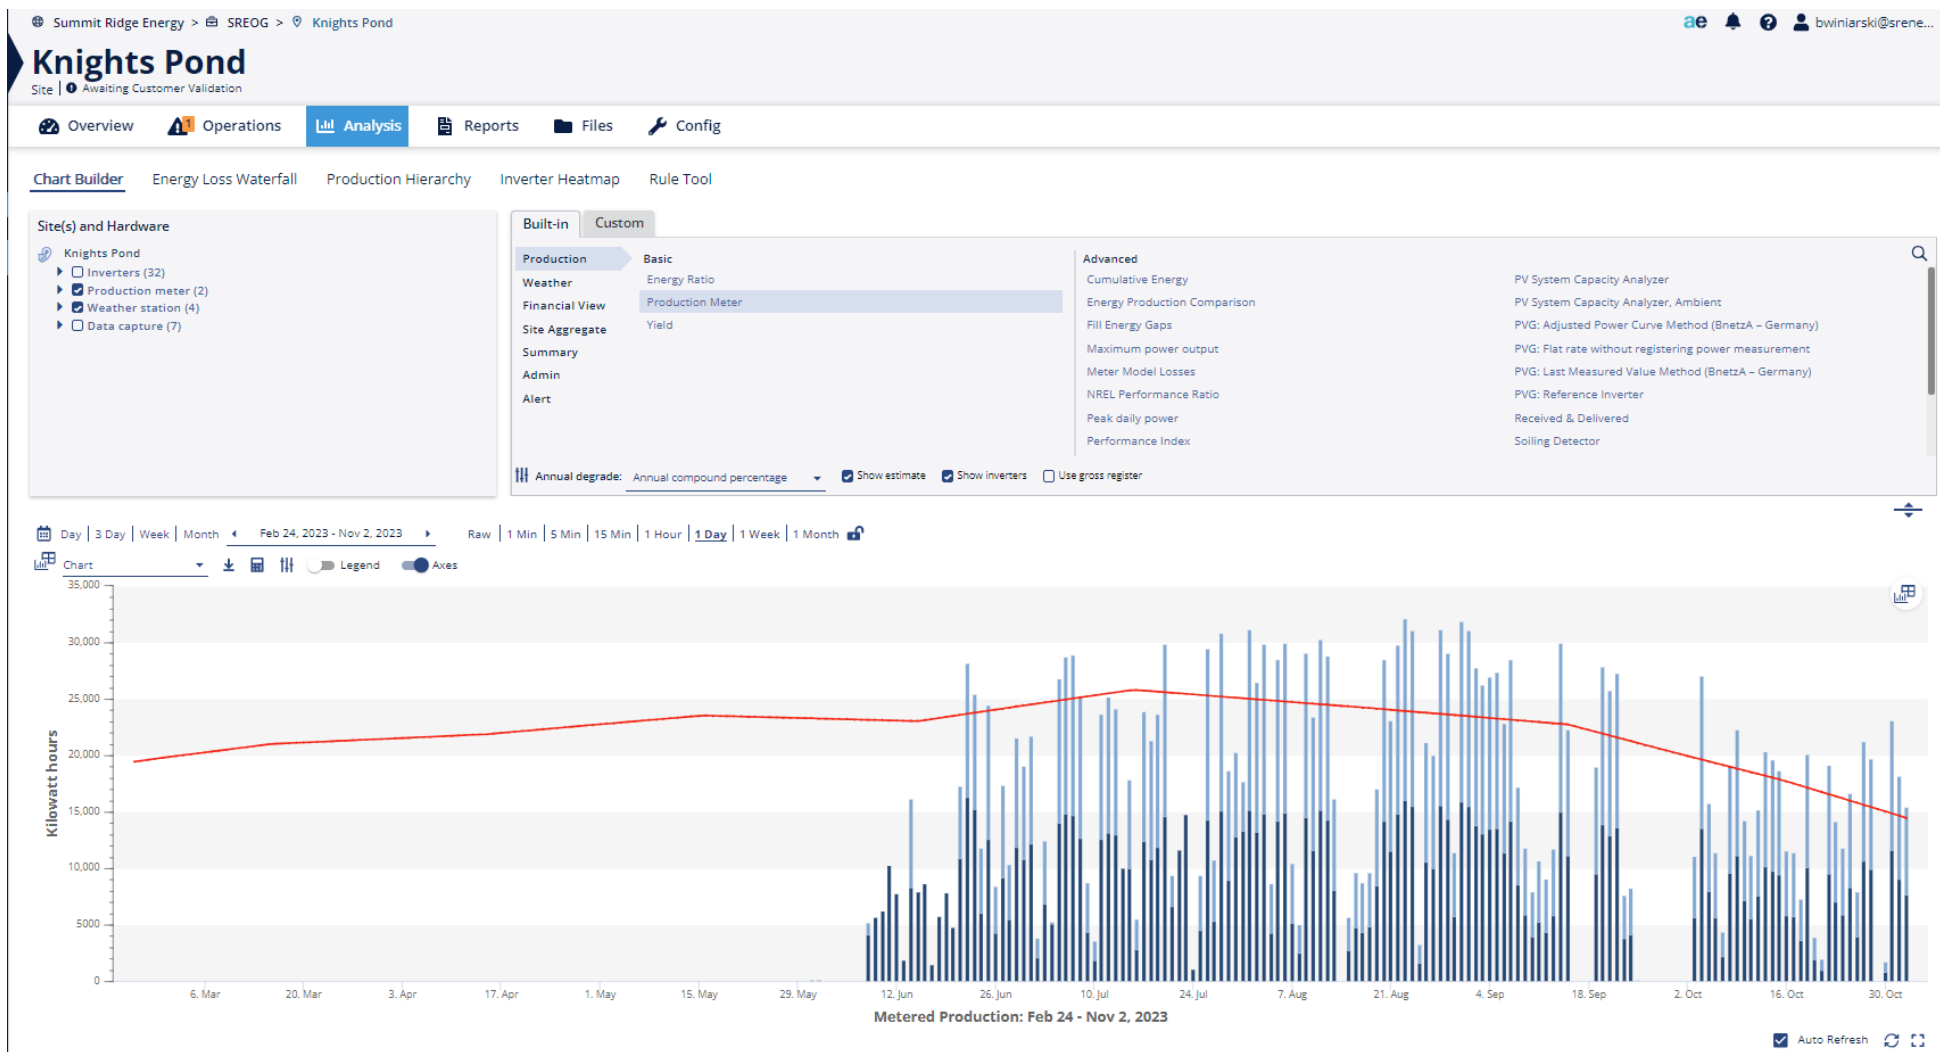 Summit Ridge Energy > SREOG > Knights Pond
ae bwiniarski@srene...
Knights Pond
Site | Awaiting Customer Validation
Overview 1 Operations Analysis Reports Files Config
Chart Builder Energy Loss Waterfall Production Hierarchy Inverter Heatmap Rule Tool
Site(s) and Hardware
Knights Pond
Inverters (32)
Production meter (2)
Weather station (4)
Data capture (7)
Built-in Custom
Production
Weather
Financial View
Site Aggregate
Summary
Admin
Alert
Basic
Energy Ratio
Production Meter
Yield
Advanced
Cumulative Energy
Energy Production Comparison
Fill Energy Gaps
Maximum power output
Meter Model Losses
NREL Performance Ratio
Peak daily power
Performance Index
PV System Capacity Analyzer
PV System Capacity Analyzer, Ambient
PVG: Adjusted Power Curve Method (BnetzA – Germany)
PVG: Flat rate without registering power measurement
PVG: Last Measured Value Method (BnetzA – Germany)
PVG: Reference Inverter
Received & Delivered
Soiling Detector
Annual degrade: Annual compound percentage Show estimate Show inverters Use gross register
Day | 3 Day | Week | Month Feb 24, 2023 - Nov 2, 2023 Raw | 1 Min | 5 Min | 15 Min | 1 Hour | 1 Day | 1 Week | 1 Month
Chart Legend Axes
35,000
30,000
25,000
20,000
15,000
10,000
5000
0
Kilowatt hours
6. Mar 20. Mar 3. Apr 17. Apr 1. May 15. May 29. May 12. Jun 26. Jun 10. Jul 24. Jul 7. Aug 21. Aug 4. Sep 18. Sep 2. Oct 16. Oct 30. Oct
Metered Production: Feb 24 - Nov 2, 2023
Auto Refresh